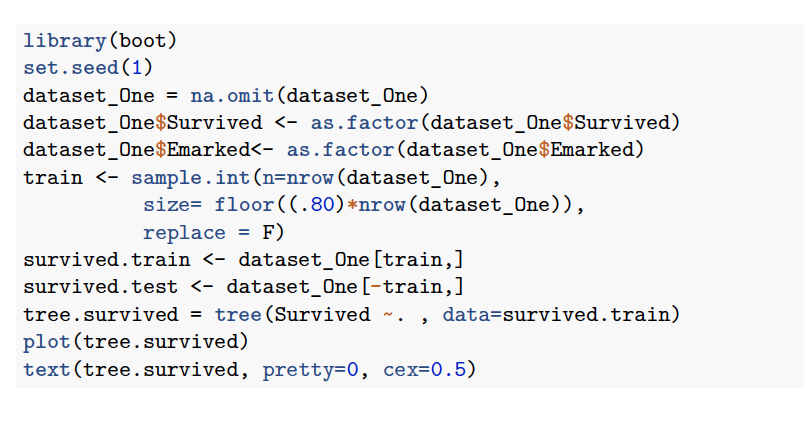 library(boot)
set.seed(1)
dataset_One = na.omit(dataset_One)
dataset_One$Survived <- as.factor(dataset_One$Survived)
dataset_One$Emarked<- as.factor(dataset_One$Emarked)
train <- sample.int(n=nrow(dataset_One),
          size= floor((.80)*nrow(dataset_One)),
          replace = F)
survived.train <- dataset_One[train,]
survived.test <- dataset_One[-train,]
tree.survived = tree(Survived ~. , data=survived.train)
plot(tree.survived)
text(tree.survived, pretty=0, cex=0.5)